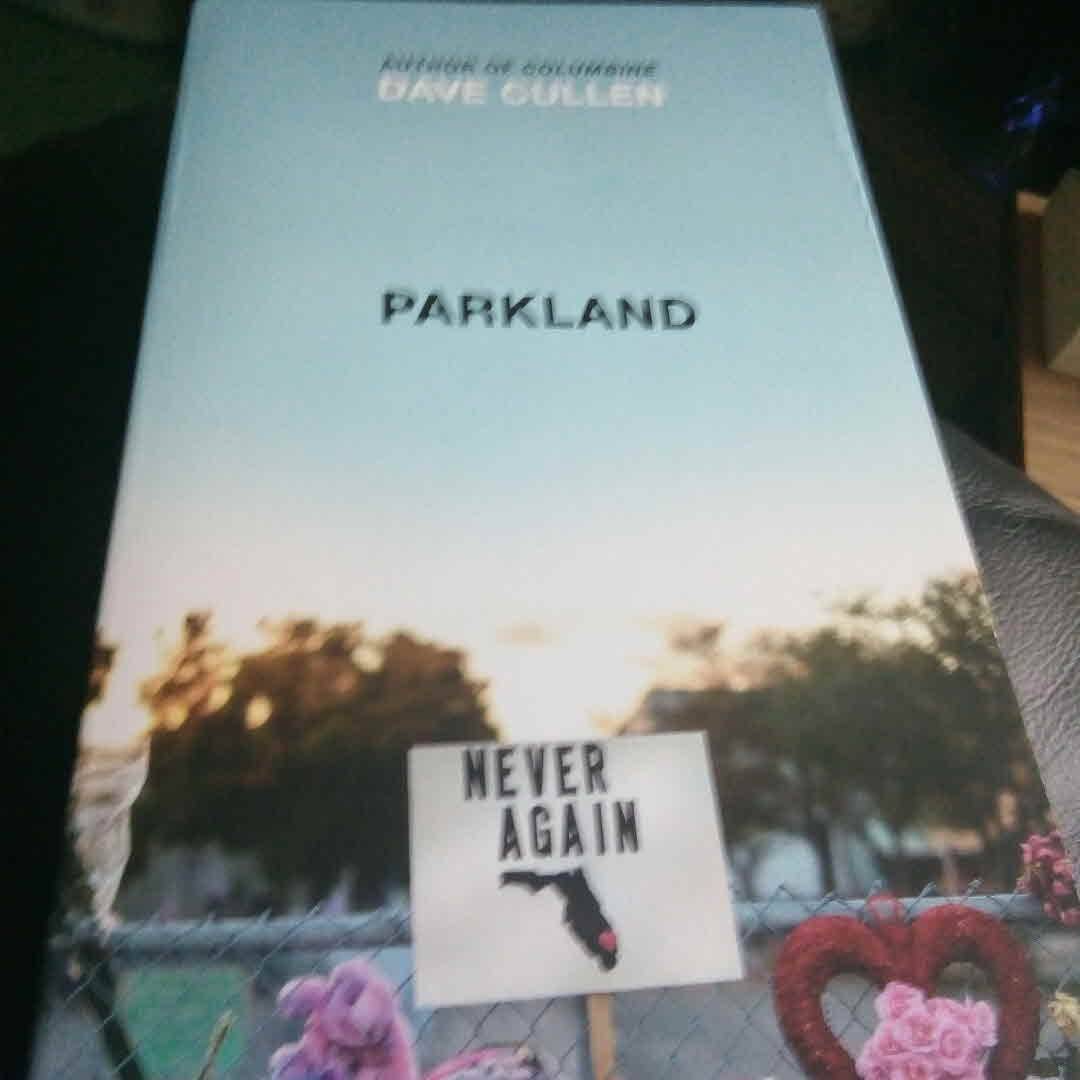 AUTHOR OF COLUMBINE
DAVE CULLEN
PARKLAND
NEVER
AGAIN